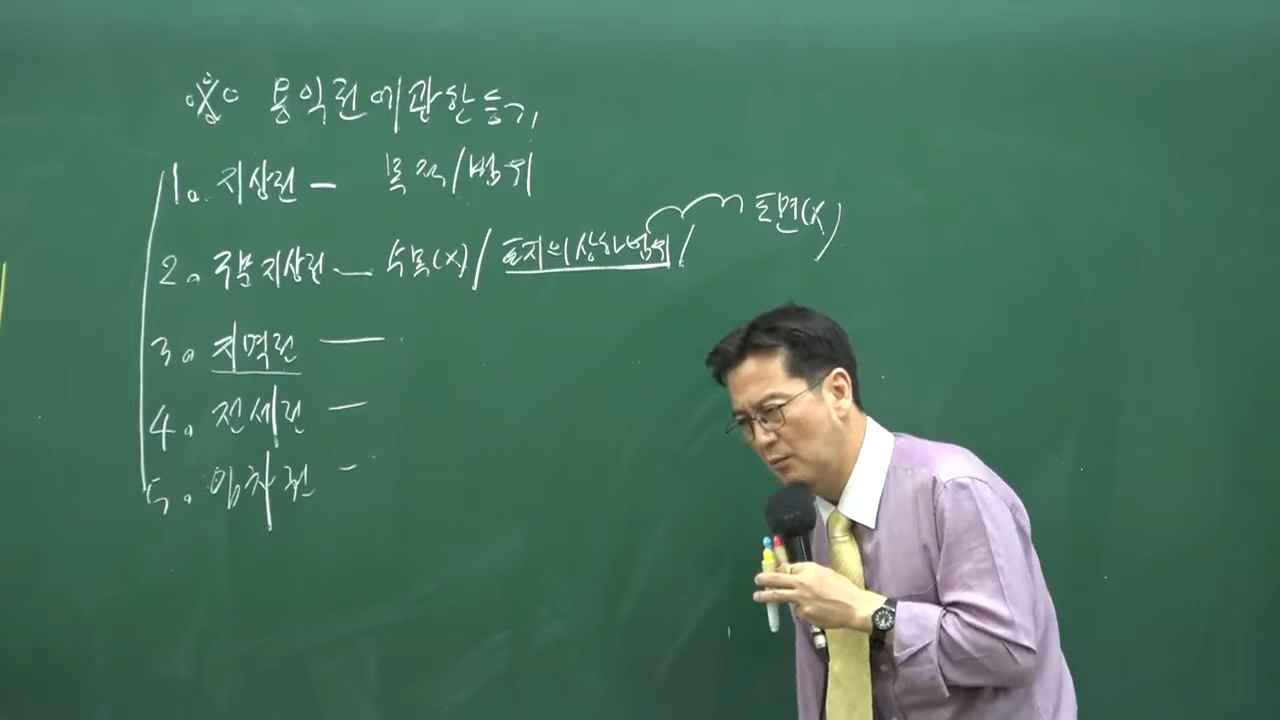 ※ 용익권에관한등기
1. 지상권 - 목적/범위
2. 구분지상권 - 수목(x)/토지의상하범위/ 도면(x)
3. 지역권 -
4. 전세권 -
5. 임차권 -